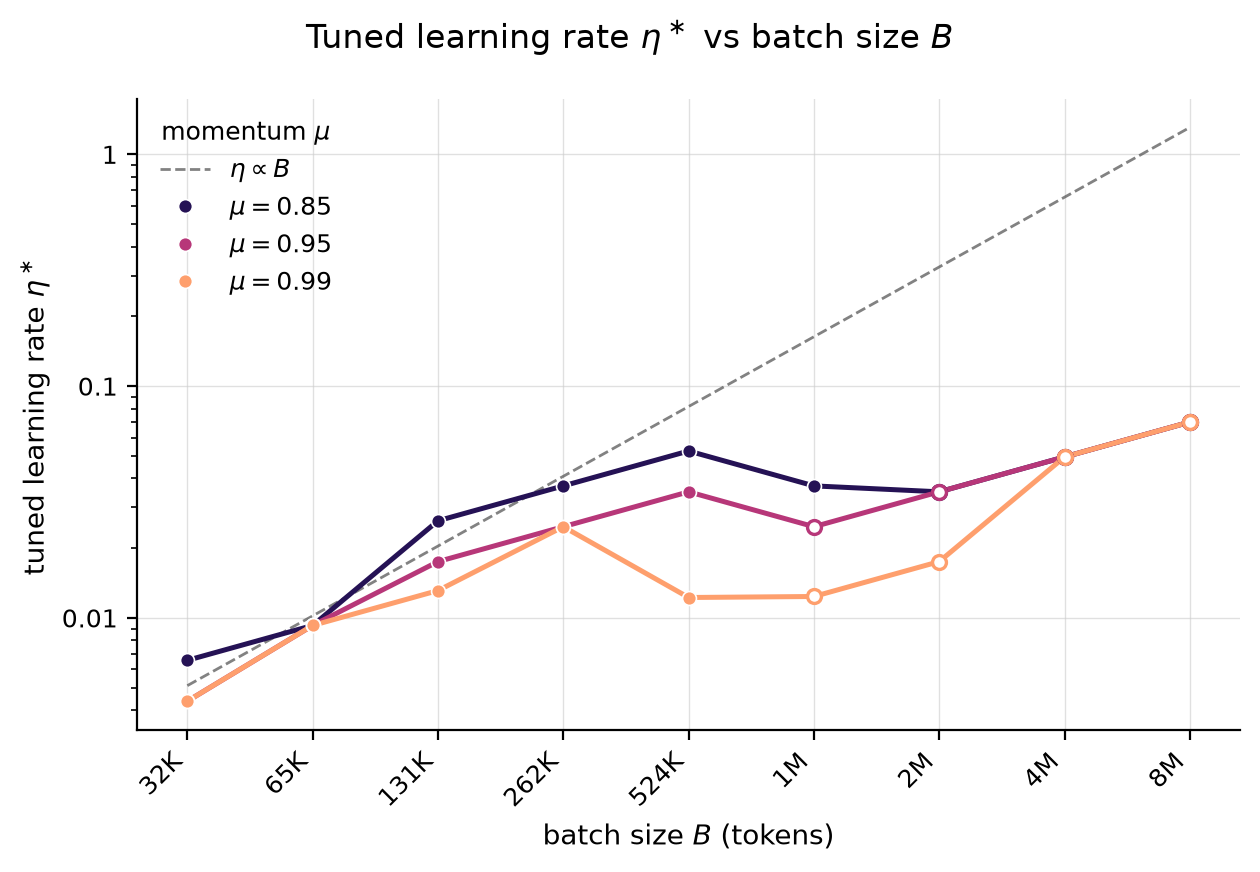 Tuned learning rate η* vs batch size B
momentum μ
η ∝ B
μ = 0.85
μ = 0.95
μ = 0.99
tuned learning rate η*
1
0.1
0.01
32K
65K
131K
262K
524K
1M
2M
4M
8M
batch size B (tokens)